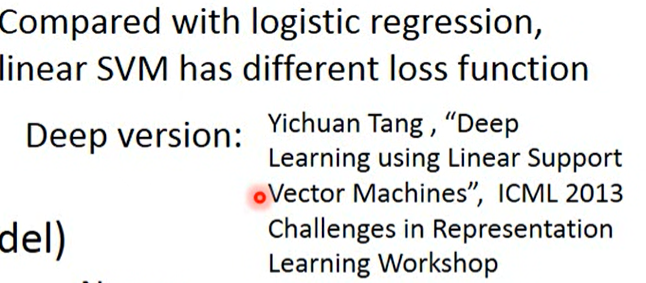 Compared with logistic regression,
linear SVM has different loss function
Deep version:
Yichuan Tang , “Deep
Learning using Linear Support
Vector Machines”, ICML 2013
Challenges in Representation
Learning Workshop
del)